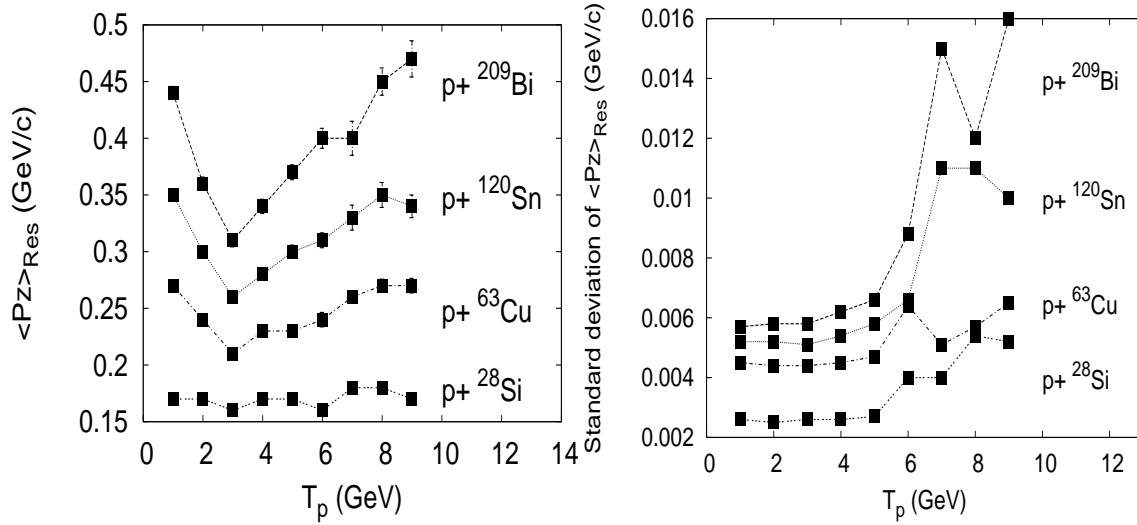 <Pz>Res (GeV/c)
0.5
0.45
0.4
0.35
0.3
0.25
0.2
0.15
0 2 4 6 8 10 12 14
Tp (GeV)
p+ 209Bi
p+ 120Sn
p+ 63Cu
p+ 28Si
Standard deviation of <Pz>Res (GeV/c)
0.016
0.014
0.012
0.01
0.008
0.006
0.004
0.002
0 2 4 6 8 10 12
Tp (GeV)
p+ 209Bi
p+ 120Sn
p+ 63Cu
p+ 28Si